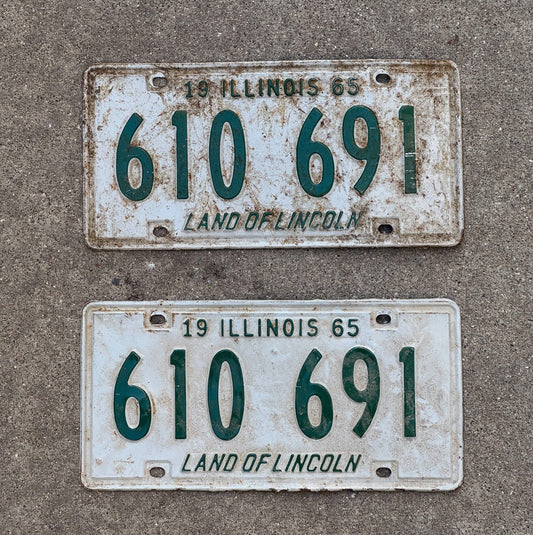 19 ILLINOIS 65
610 691
LAND OF LINCOLN
19 ILLINOIS 65
610 691
LAND OF LINCOLN